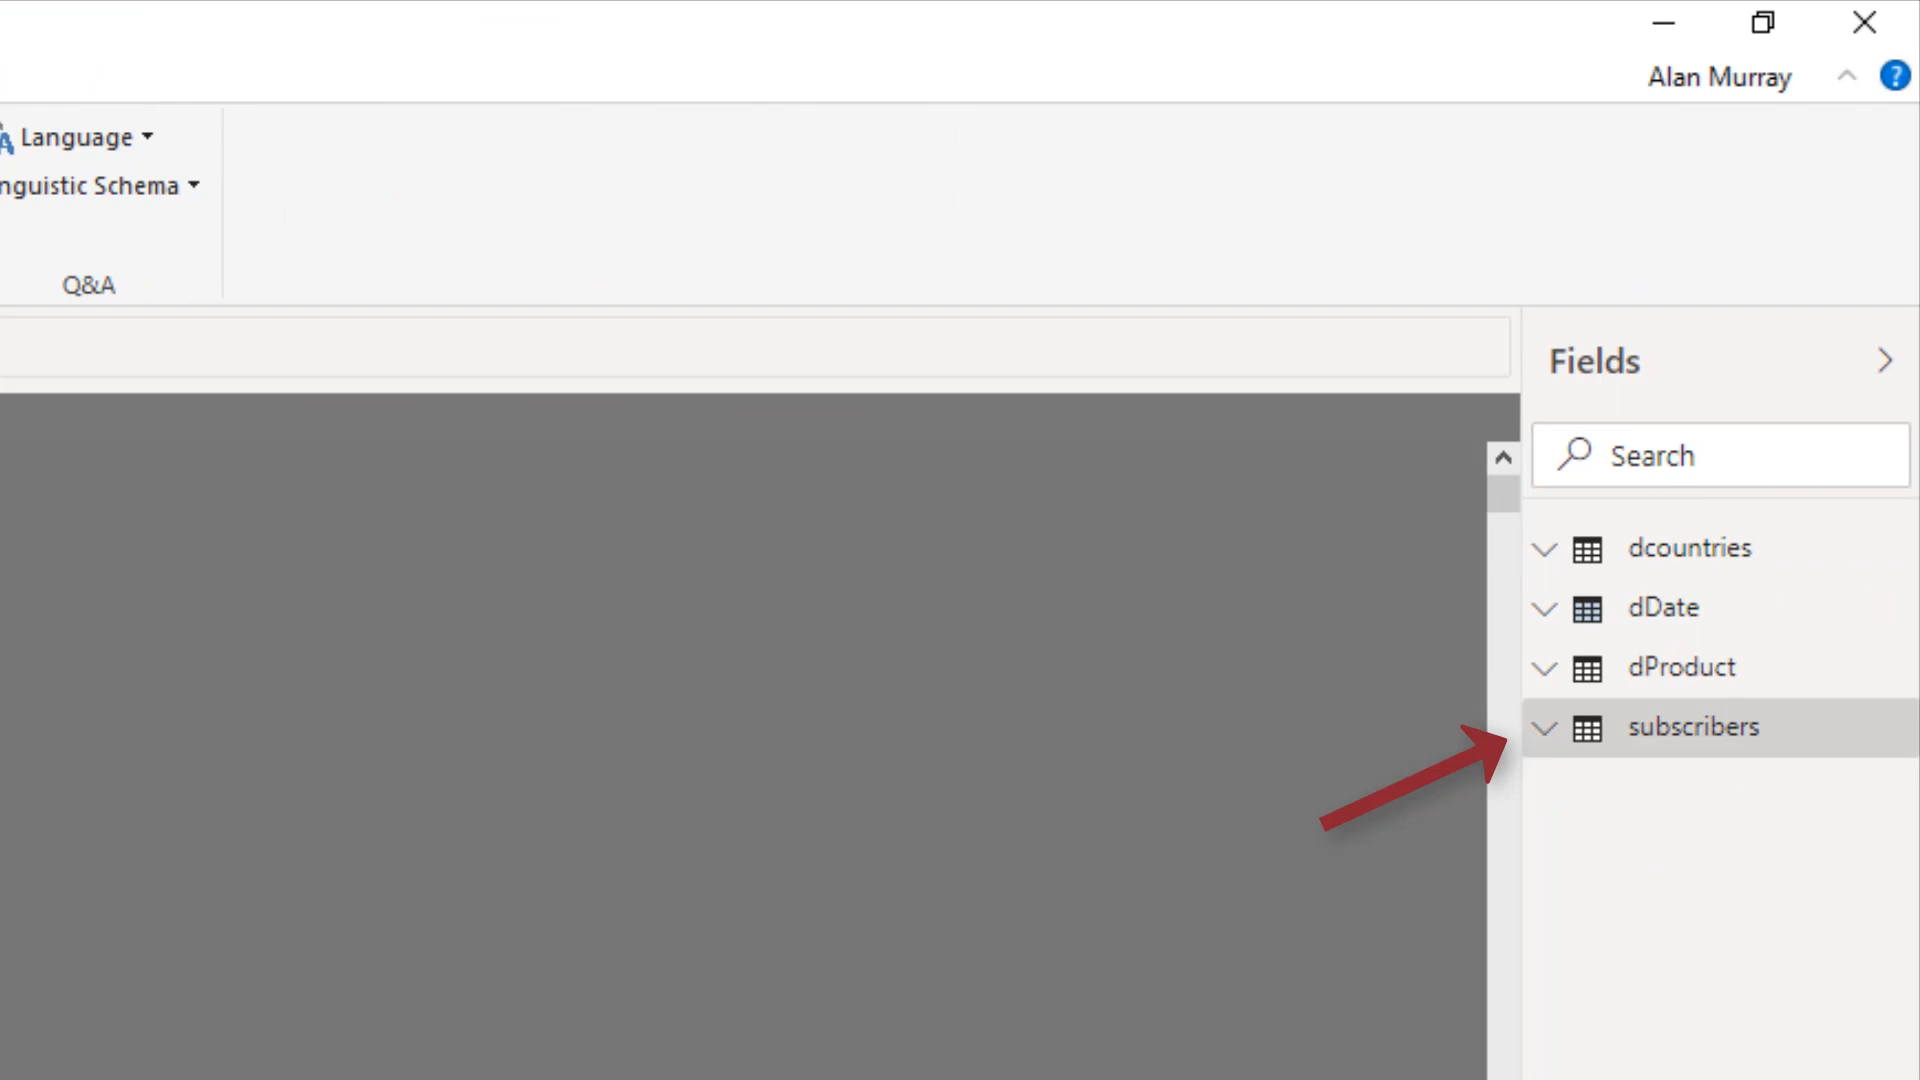 Alan Murray
?
Language
nguistic Schema
Q&A
Fields
Search
dcountries
dDate
dProduct
subscribers